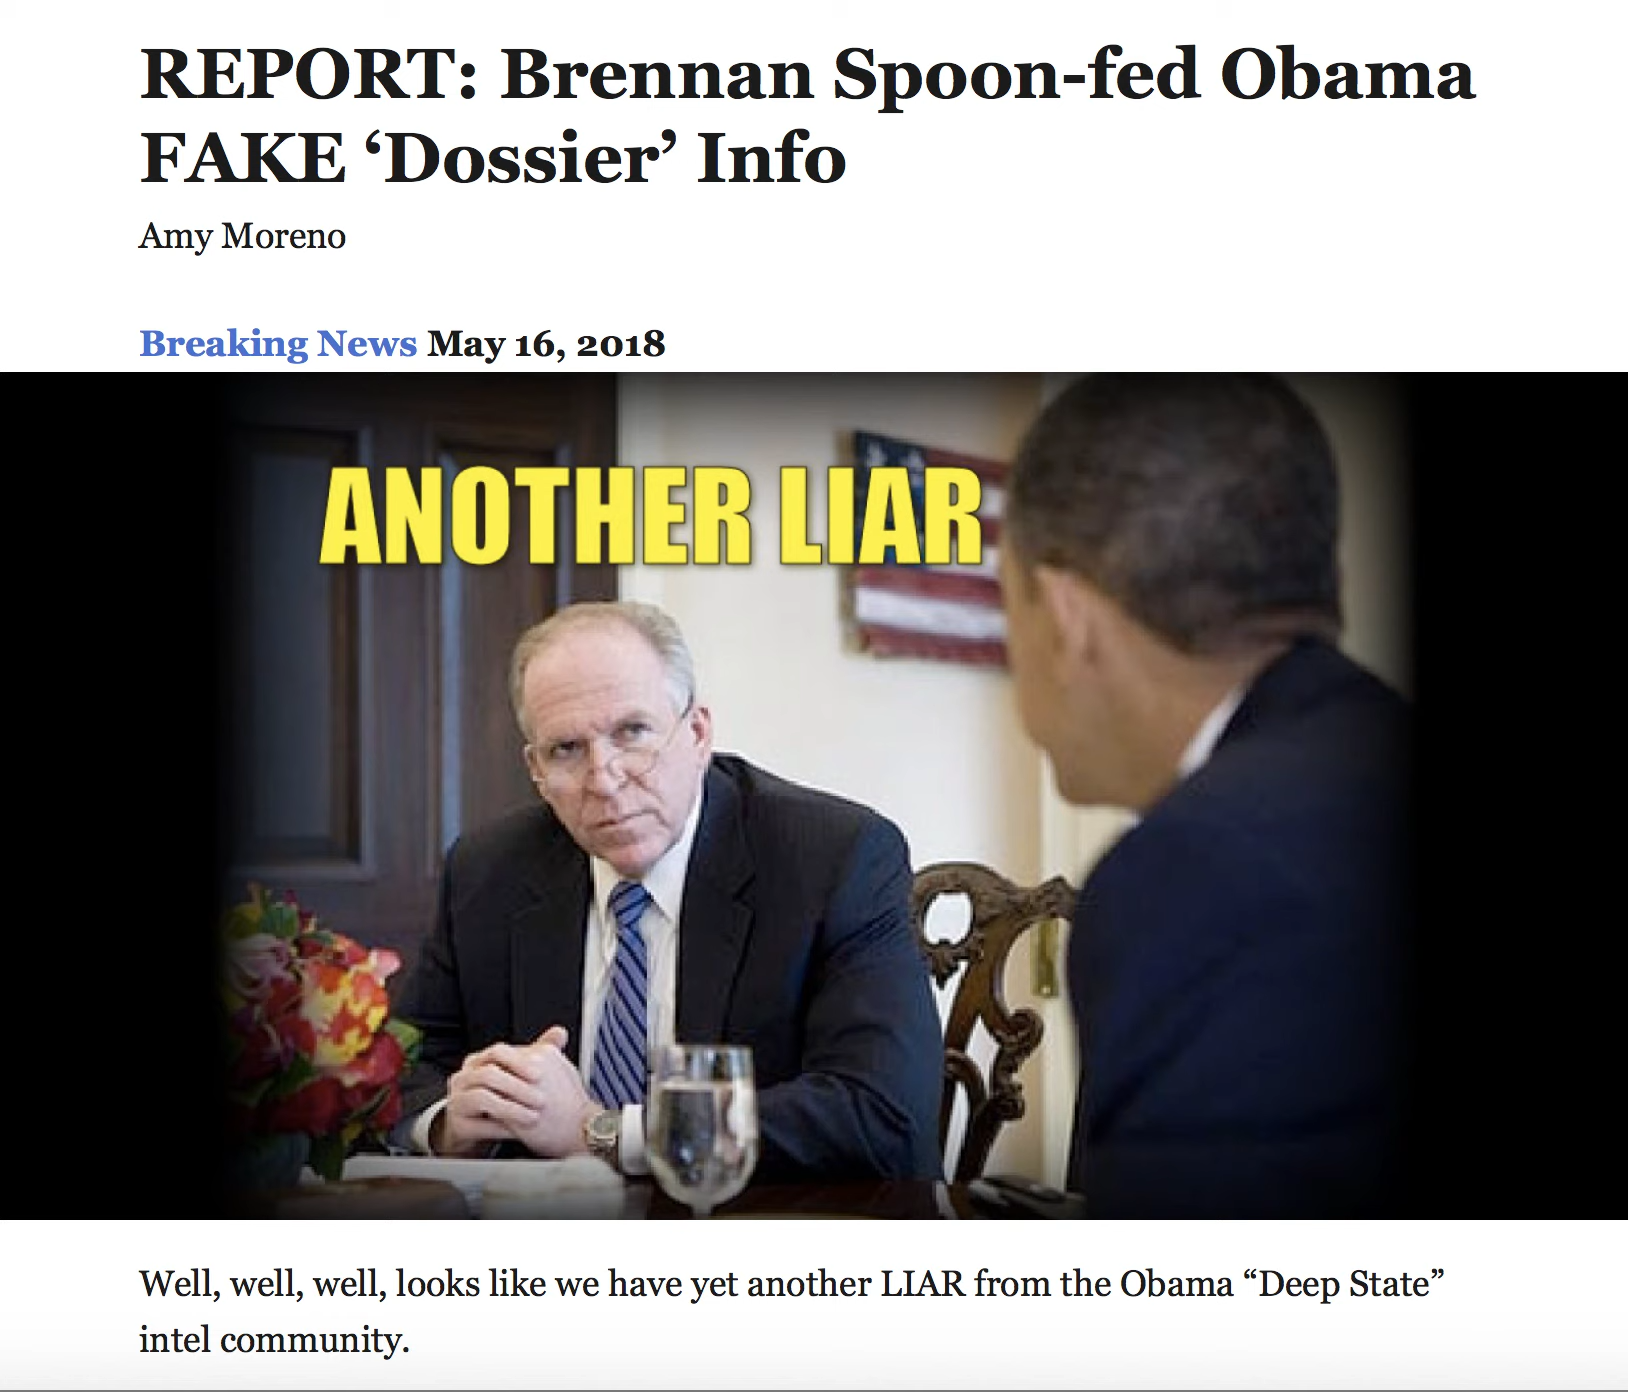 REPORT: Brennan Spoon-fed Obama
FAKE ‘Dossier’ Info
Amy Moreno
Breaking News May 16, 2018
ANOTHER LIAR
Well, well, well, looks like we have yet another LIAR from the Obama “Deep State”
intel community.